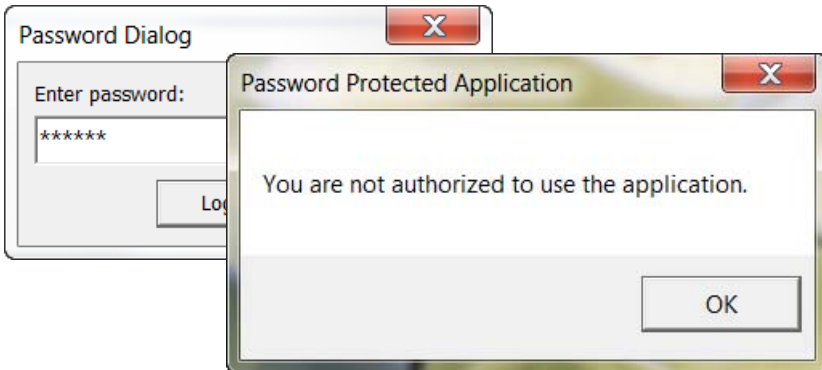 Password Dialog
Enter password:
******
Password Protected Application
You are not authorized to use the application.
OK